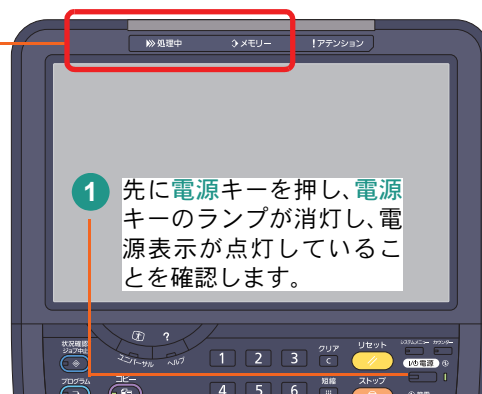 処理中 メモリー !アテンション
1 先に電源キーを押し、電源
キーのランプが消灯し、電
源表示が点灯しているこ
とを確認します。
?
ユニバーサル ヘルプ
状況確認
ジョブ中止
1 2 3
クリア
C
リセット
システムメニュー カウンター
電源
プログラム
コピー
4 5 6
短縮
#
ストップ